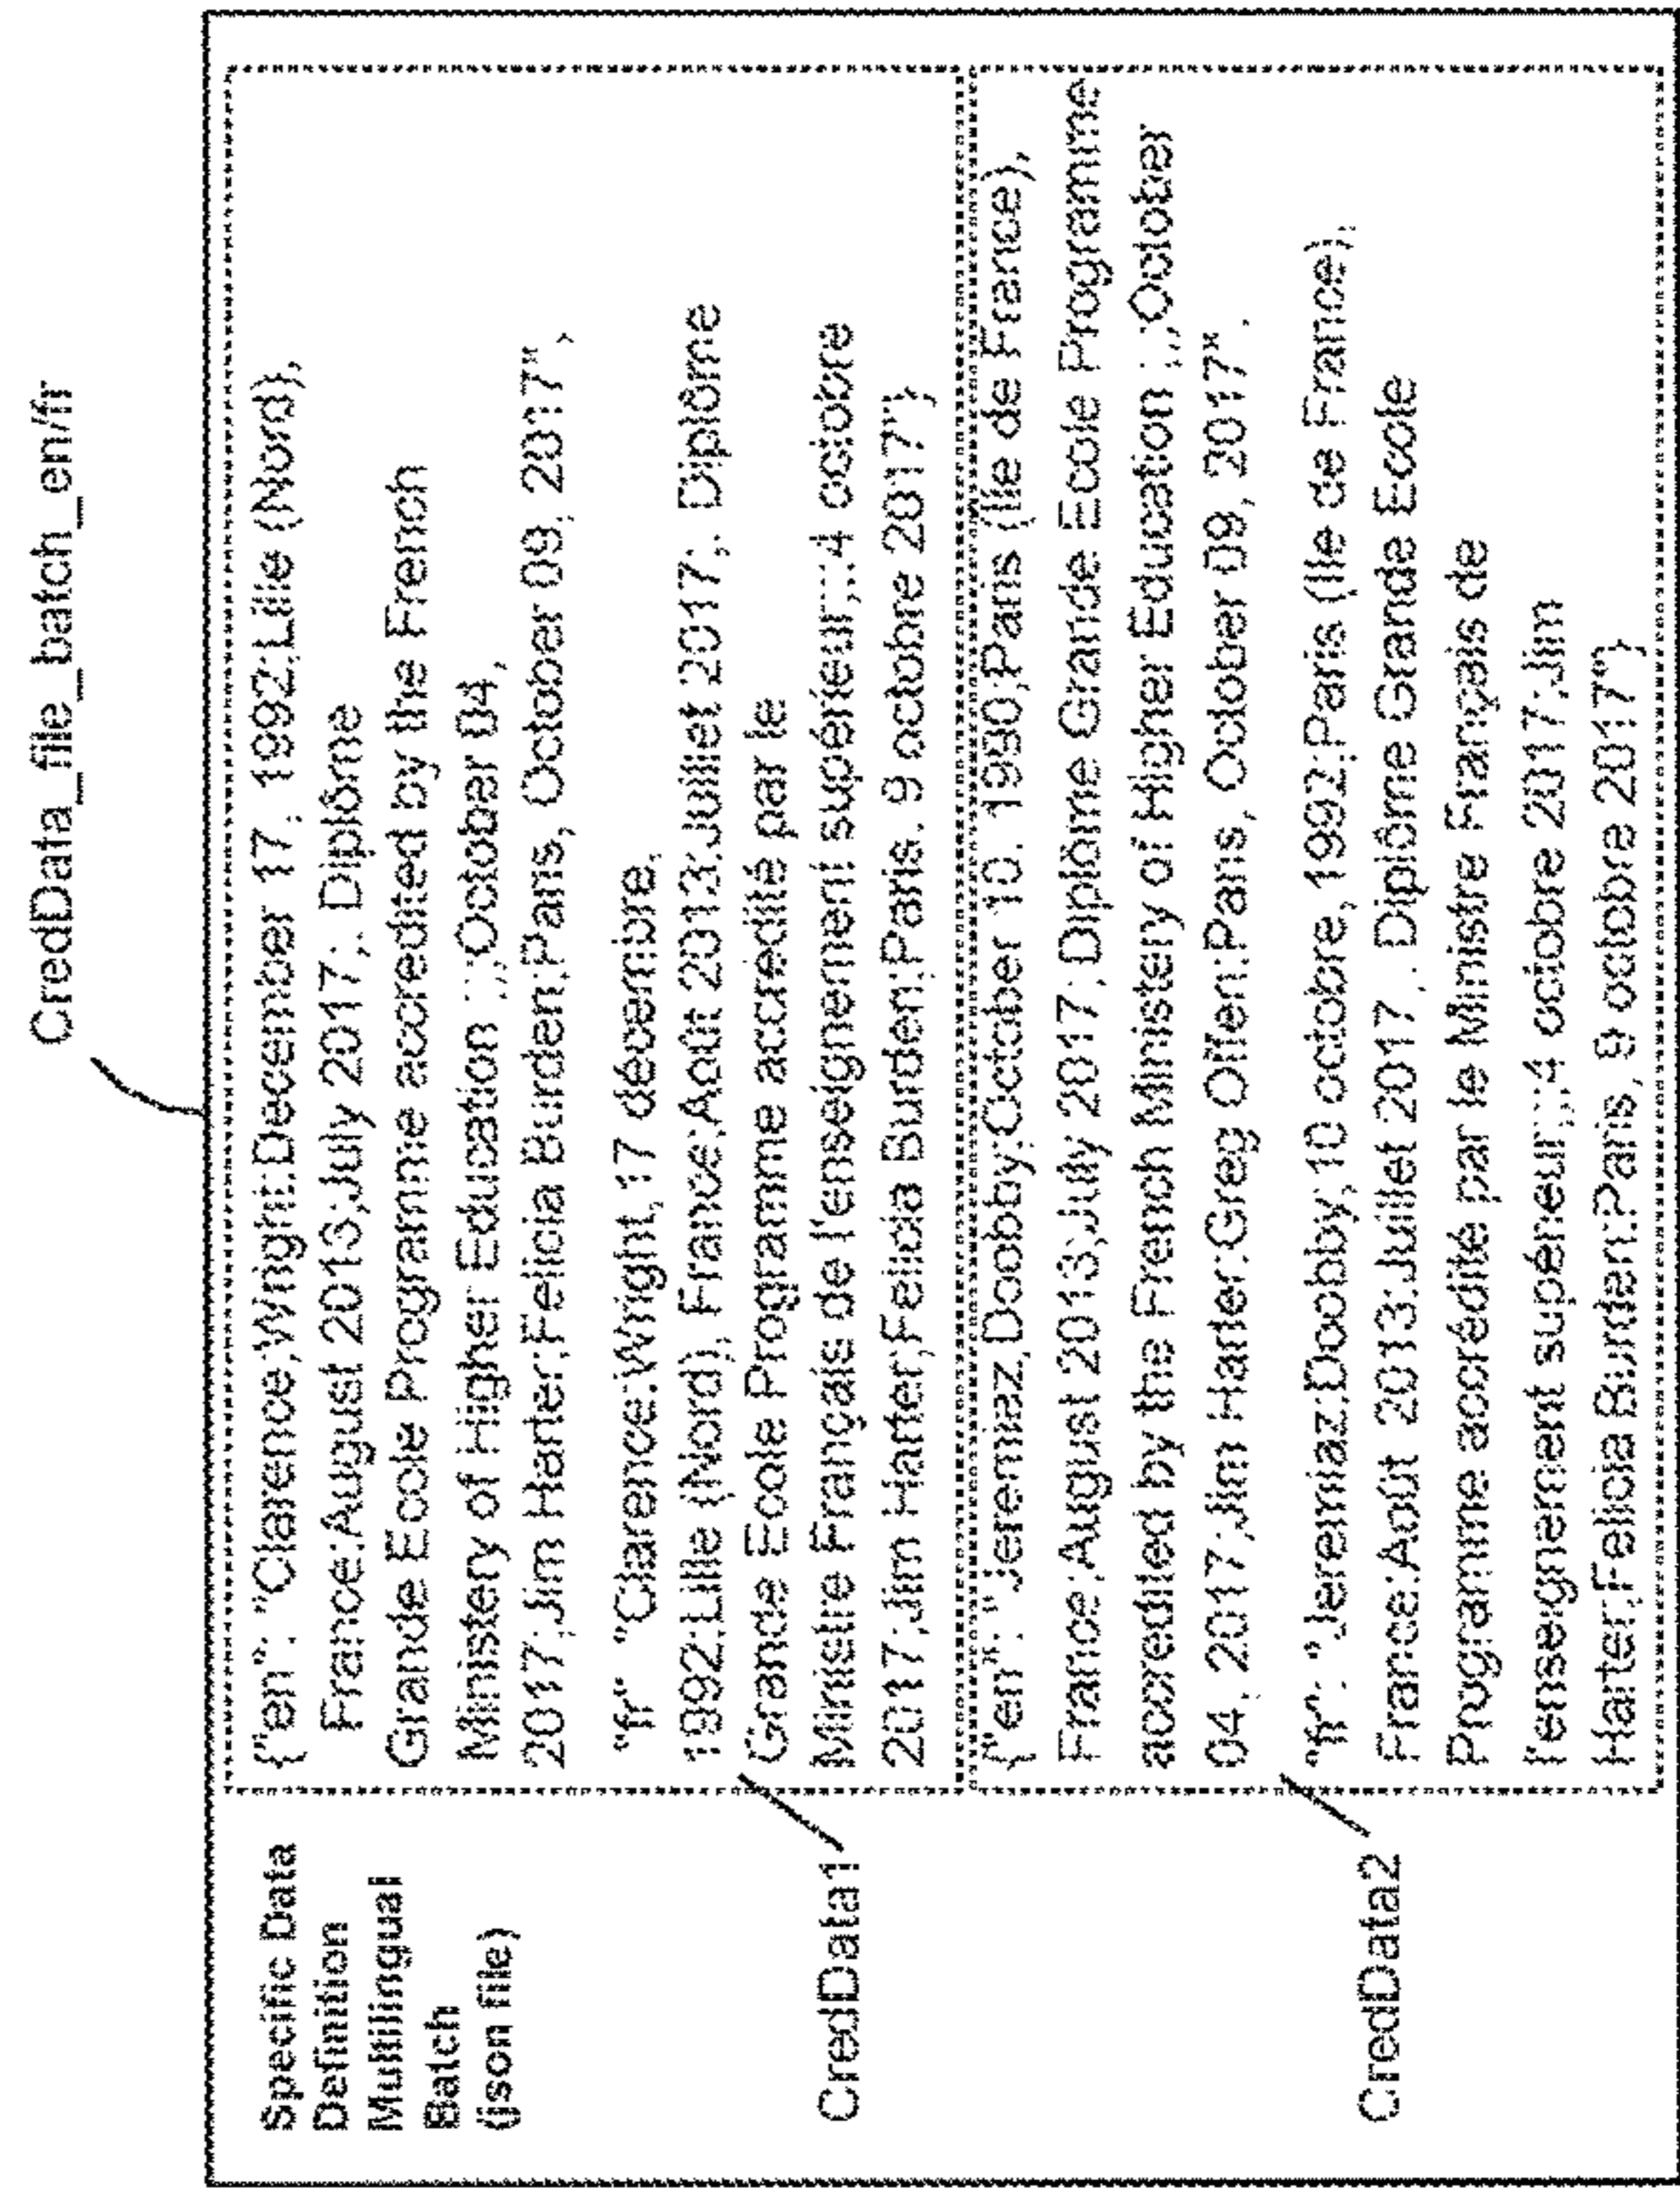 CredData_file_batch_en/fr
Specific Data
Definition
Multilingual
Batch
(json file)
CredData1
{"en": "Clarence;Wright;December 17, 1992;Lille (Nord),
France;August 2013;July 2017;. Diplôme
Grande Ecole Programme accredited by the French
Ministery of Higher Education ;;;October 04,
2017;Jim Harter;Felicia Burden;Paris, October 09, 2017",
"fr" "Clarence;Wright,17 décembre,
1992;Lille (Nord), France;Août 2013;Juillet 2017;. Diplôme
Grande Ecole Programme accrédité par le
Ministre Français de l'enseignement supérieur;;;4 octobre
2017;Jim Harter;Felicia Burden;Paris, 9 octobre 2017"}
CredData2
{"en": "Jeremiaz,Doobby;October 10, 1990;Paris (Ile de France),
France;August 2013;July 2017;.Diplôme Grande Ecole Programme
accredited by the French Ministery of Higher Education ;;;October
04, 2017;Jim Harter;Greg Offen;Paris, October 09, 2017",
"fr": "Jeremiaz;Doobby;10 octobre, 1992;Paris (Ile de France),
France;Août 2013;Juillet 2017,. Diplôme Grande Ecole
Programme accrédité par le Ministre Français de
l'enseignement supérieur;;;4 octobre 2017;Jim
Harter;Felicia Burden;Paris, 9 octobre 2017"}